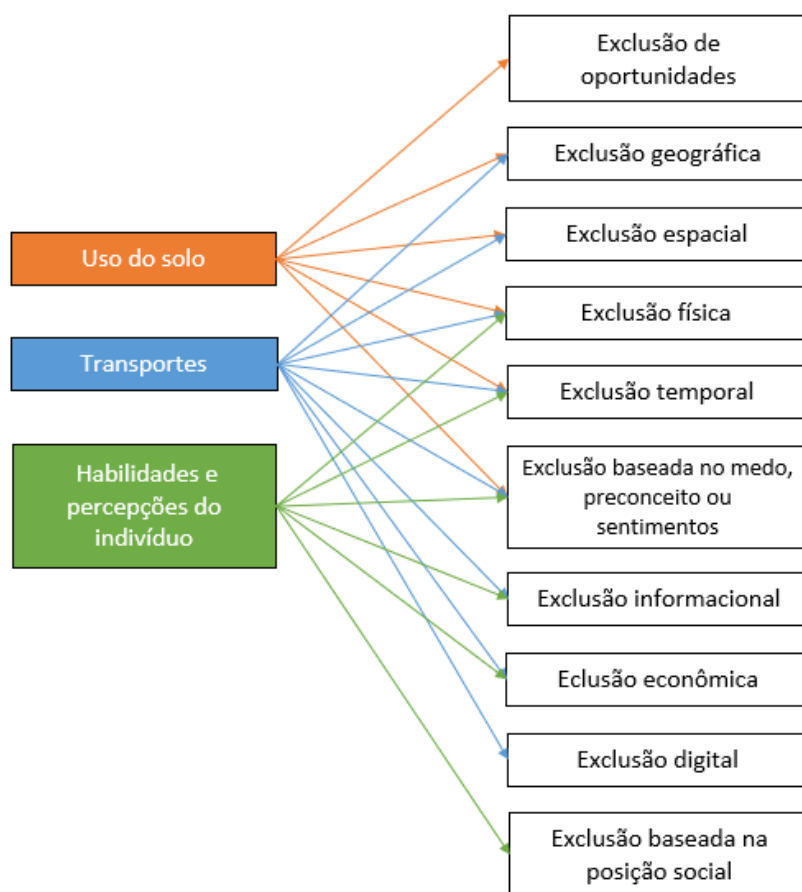 Exclusão de
oportunidades
Exclusão geográfica
Exclusão espacial
Uso do solo
Exclusão física
Transportes
Exclusão temporal
Habilidades e
percepções do
indivíduo
Exclusão baseada no medo,
preconceito ou
sentimentos
Exclusão informacional
Eclusão econômica
Exclusão digital
Exclusão baseada na
posição social